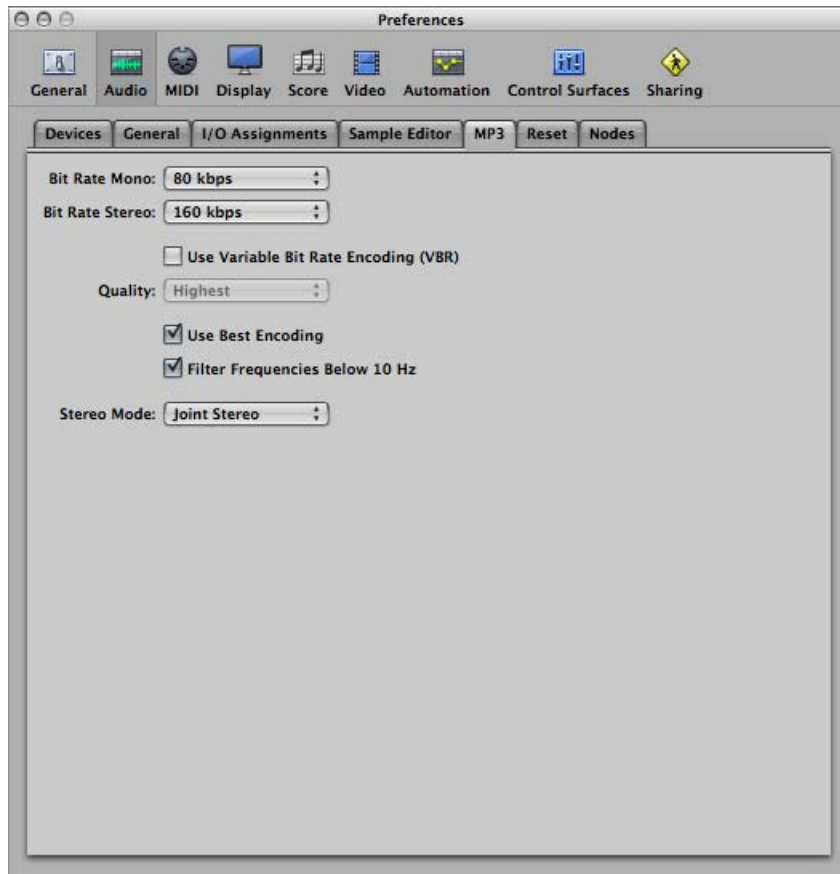 Preferences
General Audio MIDI Display Score Video Automation Control Surfaces Sharing
Devices General I/O Assignments Sample Editor MP3 Reset Nodes
Bit Rate Mono: 80 kbps
Bit Rate Stereo: 160 kbps
Use Variable Bit Rate Encoding (VBR)
Quality: Highest
Use Best Encoding
Filter Frequencies Below 10 Hz
Stereo Mode: Joint Stereo